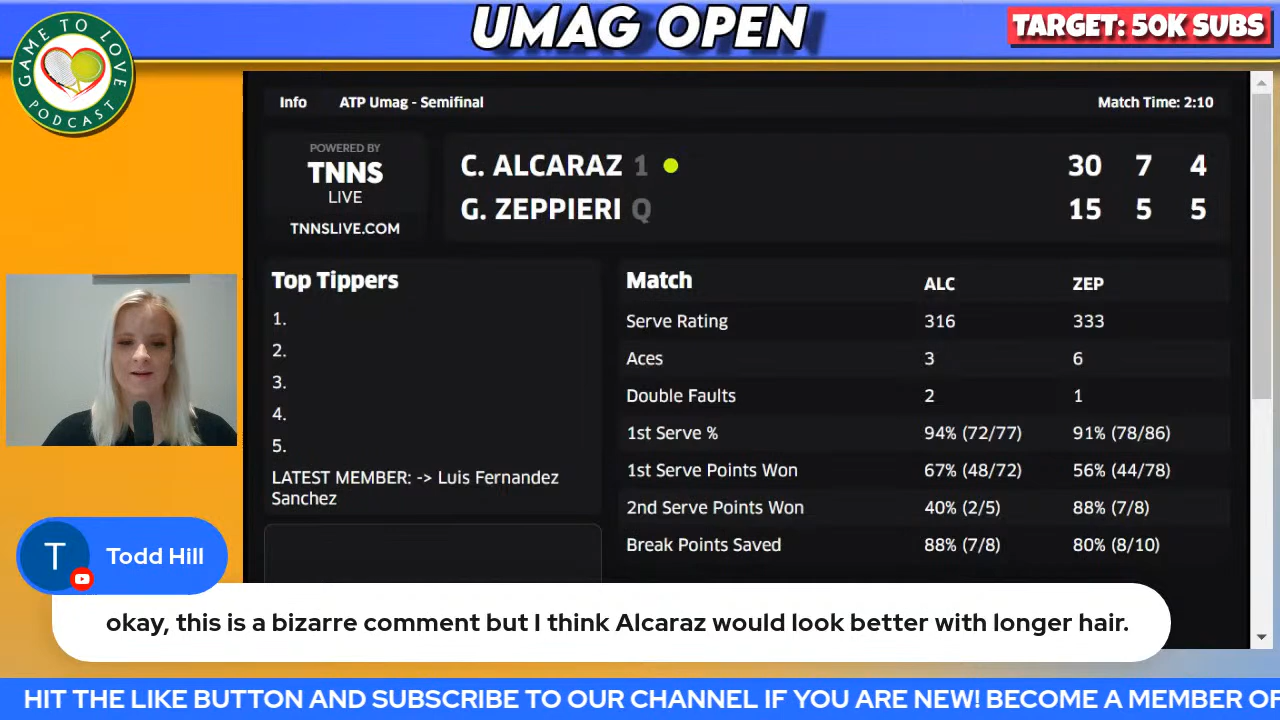 UMAG OPEN
TARGET: 50K SUBS
GAME TO LOVE
PODCAST
Info ATP Umag - Semifinal Match Time: 2:10
POWERED BY
TNNS
LIVE
TNNSLIVE.COM
C. ALCARAZ 1 30 7 4
G. ZEPPIERI Q 15 5 5
Top Tippers
1.
2.
3.
4.
5.
LATEST MEMBER: -> Luis Fernandez
Sanchez
Match ALC ZEP
Serve Rating 316 333
Aces 3 6
Double Faults 2 1
1st Serve % 94% (72/77) 91% (78/86)
1st Serve Points Won 67% (48/72) 56% (44/78)
2nd Serve Points Won 40% (2/5) 88% (7/8)
Break Points Saved 88% (7/8) 80% (8/10)
T Todd Hill
okay, this is a bizarre comment but I think Alcaraz would look better with longer hair.
HIT THE LIKE BUTTON AND SUBSCRIBE TO OUR CHANNEL IF YOU ARE NEW! BECOME A MEMBER OF